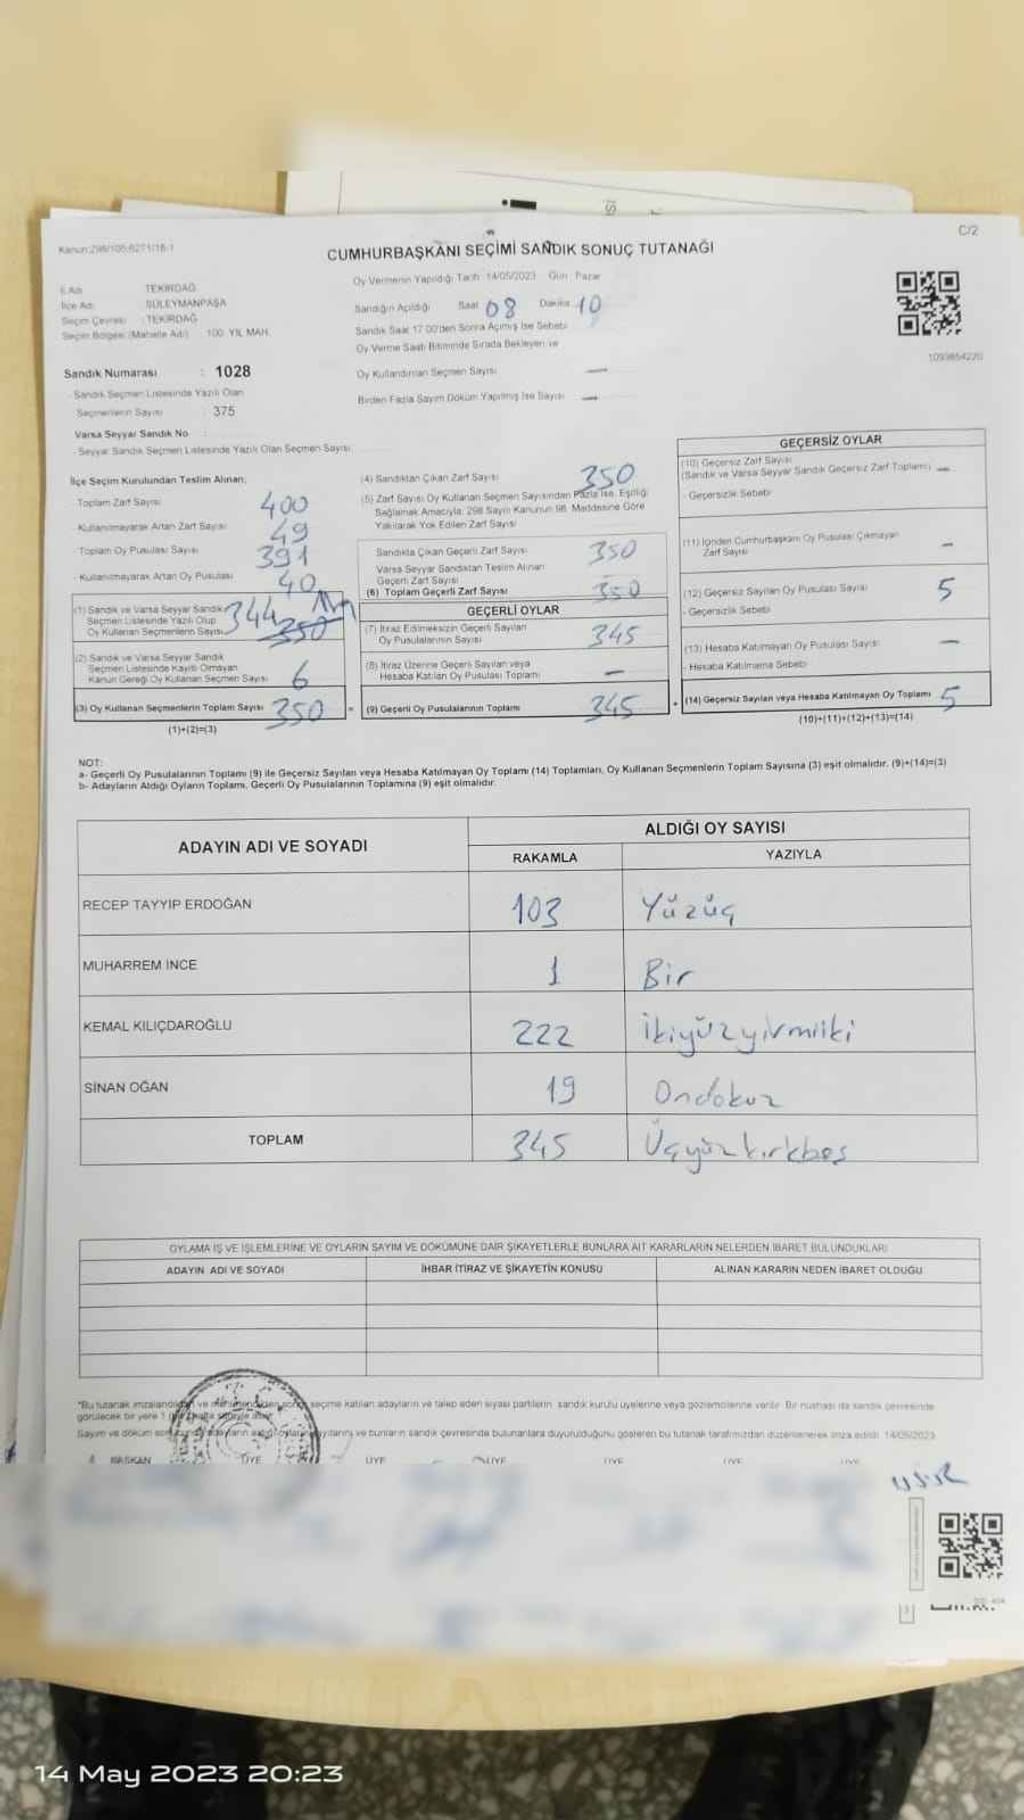 C/2
Kanun:298/105-6271/18-1
CUMHURBAŞKANI SEÇİMİ SANDIK SONUÇ TUTANAĞI
Oy Vermenin Yapıldığı Tarih 14/05/2023 Gün Pazar
İl Adı TEKİRDAĞ
İlçe Adı SÜLEYMANPAŞA
Seçim Çevresi : TEKİRDAĞ
Seçim Bölgesi (Mahalle Adı) 100. YIL MAH.
Sandığın Açıldığı Saat 08 Dakika 10
Sandık Saat 17.00'den Sonra Açılmış İse Sebebi
Oy Verme Saati Bitiminde Sırada Bekleyen ve
Oy Kullandırılan Seçmen Sayısı —
Birden Fazla Sayım Döküm Yapılmış İse Sayısı —
1093854220
Sandık Numarası : 1028
- Sandık Seçmen Listesinde Yazılı Olan
Seçmenlerin Sayısı : 375
Varsa Seyyar Sandık No :
- Seyyar Sandık Seçmen Listesinde Yazılı Olan Seçmen Sayısı
İlçe Seçim Kurulundan Teslim Alınan;
- Toplam Zarf Sayısı 400
- Kullanılmayarak Artan Zarf Sayısı 49
- Toplam Oy Pusulası Sayısı 391
- Kullanılmayarak Artan Oy Pusulası 40
(1) Sandık ve Varsa Seyyar Sandık
Seçmen Listesinde Yazılı Olup
Oy Kullanan Seçmenlerin Sayısı 344 350
(2) Sandık ve Varsa Seyyar Sandık
Seçmen Listesinde Kayıtlı Olmayan
Kanun Gereği Oy Kullanan Seçmen Sayısı 6
(3) Oy Kullanan Seçmenlerin Toplam Sayısı 350
(1)+(2)=(3)
(4) Sandıktan Çıkan Zarf Sayısı 350
(5) Zarf Sayısı Oy Kullanan Seçmen Sayısından Fazla İse, Eşitliği
Sağlamak Amacıyla; 298 Sayılı Kanunun 98. Maddesine Göre
Yakılarak Yok Edilen Zarf Sayısı
Sandıkta Çıkan Geçerli Zarf Sayısı 350
Varsa Seyyar Sandıktan Teslim Alınan
Geçerli Zarf Sayısı
(6) Toplam Geçerli Zarf Sayısı 350
GEÇERLİ OYLAR
(7) İtiraz Edilmeksizin Geçerli Sayılan
Oy Pusulalarının Sayısı 345
(8) İtiraz Üzerine Geçerli Sayılan veya
Hesaba Katılan Oy Pusulası Toplamı —
= (9) Geçerli Oy Pusulalarının Toplamı 345
GEÇERSİZ OYLAR
(10) Geçersiz Zarf Sayısı
(Sandık ve Varsa Seyyar Sandık Geçersiz Zarf Toplamı) —
- Geçersizlik Sebebi
(11) İçinden Cumhurbaşkanı Oy Pusulası Çıkmayan
Zarf Sayısı —
(12) Geçersiz Sayılan Oy Pusulası Sayısı 5
- Geçersizlik Sebebi
(13) Hesaba Katılmayan Oy Pusulası Sayısı —
- Hesaba Katılmama Sebebi
+ (14) Geçersiz Sayılan veya Hesaba Katılmayan Oy Toplamı 5
(10)+(11)+(12)+(13)=(14)
NOT:
a- Geçerli Oy Pusulalarının Toplamı (9) ile Geçersiz Sayılan veya Hesaba Katılmayan Oy Toplamı (14) Toplamları, Oy Kullanan Seçmenlerin Toplam Sayısına (3) eşit olmalıdır. (9)+(14)=(3)
b- Adayların Aldığı Oyların Toplamı, Geçerli Oy Pusulalarının Toplamına (9) eşit olmalıdır.
ADAYIN ADI VE SOYADI ALDIĞI OY SAYISI
RAKAMLA YAZIYLA
RECEP TAYYİP ERDOĞAN 103 Yüzüç
MUHARREM İNCE 1 Bir
KEMAL KILIÇDAROĞLU 222 İkiyüzyirmiiki
SİNAN OĞAN 19 Ondokuz
TOPLAM 345 Üçyüzkırkbeş
OYLAMA İŞ VE İŞLEMLERİNE VE OYLARIN SAYIM VE DÖKÜMÜNE DAİR ŞİKAYETLERLE BUNLARA AİT KARARLARIN NELERDEN İBARET BULUNDUKLARI
ADAYIN ADI VE SOYADI İHBAR İTİRAZ VE ŞİKAYETİN KONUSU ALINAN KARARIN NEDEN İBARET OLDUĞU
*Bu tutanak imzalandıktan ve seçime katılan adayların ve talep eden siyasi partilerin sandık kurulu üyelerine veya gözlemcilerine verilir. Bir nüshası da sandık çevresinde
görülecek bir yere 1
Sayım ve döküm ve bunların sandık çevresinde bulunanlara duyurulduğunu gösteren bu tutanak tarafımızdan düzenlenerek imza edildi. 14/05/2023
BAŞKAN ÜYE ÜYE ÜYE ÜYE ÜYE ÜYE
14 May 2023 20:23